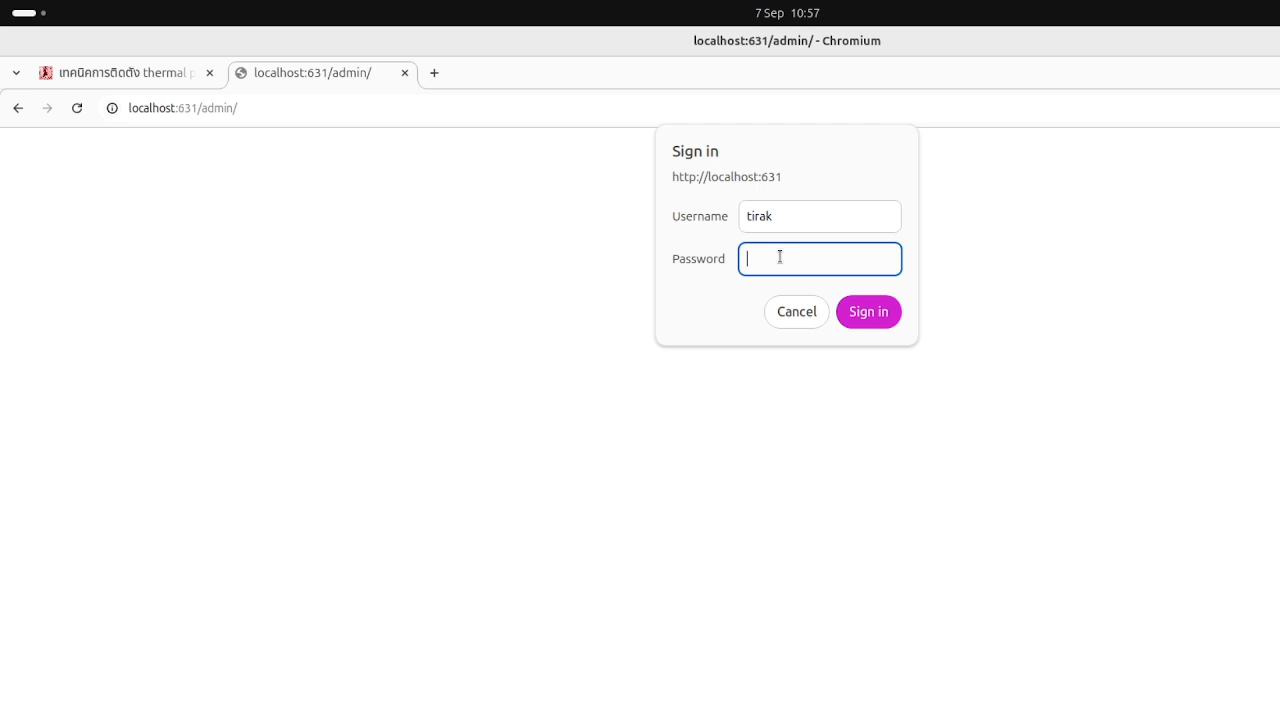 7 Sep 10:57
localhost:631/admin/ - Chromium
เทคนิคการติดตั้ง thermal
localhost:631/admin/
localhost:631/admin/
Sign in
http://localhost:631
Username
tirak
Password
Cancel
Sign in